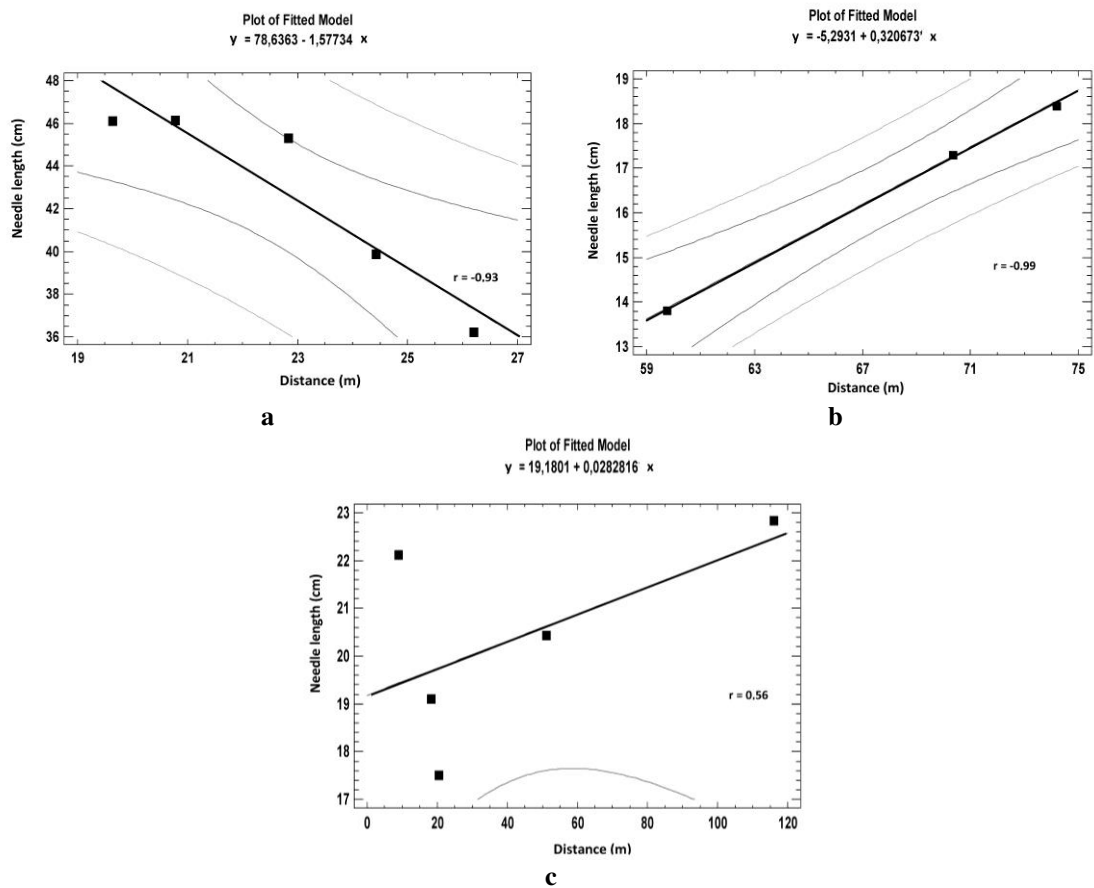 Plot of Fitted Model
y = 78,6363 - 1,57734 x
Needle length (cm)
48
46
44
42
40
38
36
r = -0.93
19 21 23 25 27
Distance (m)
a
Plot of Fitted Model
y = -5,2931 + 0,320673' x
Needle length (cm)
19
18
17
16
15
14
13
r = -0.99
59 63 67 71 75
Distance (m)
b
Plot of Fitted Model
y = 19,1801 + 0,0282816 x
Needle length (cm)
23
22
21
20
19
18
17
r = 0.56
0 20 40 60 80 100 120
Distance (m)
c